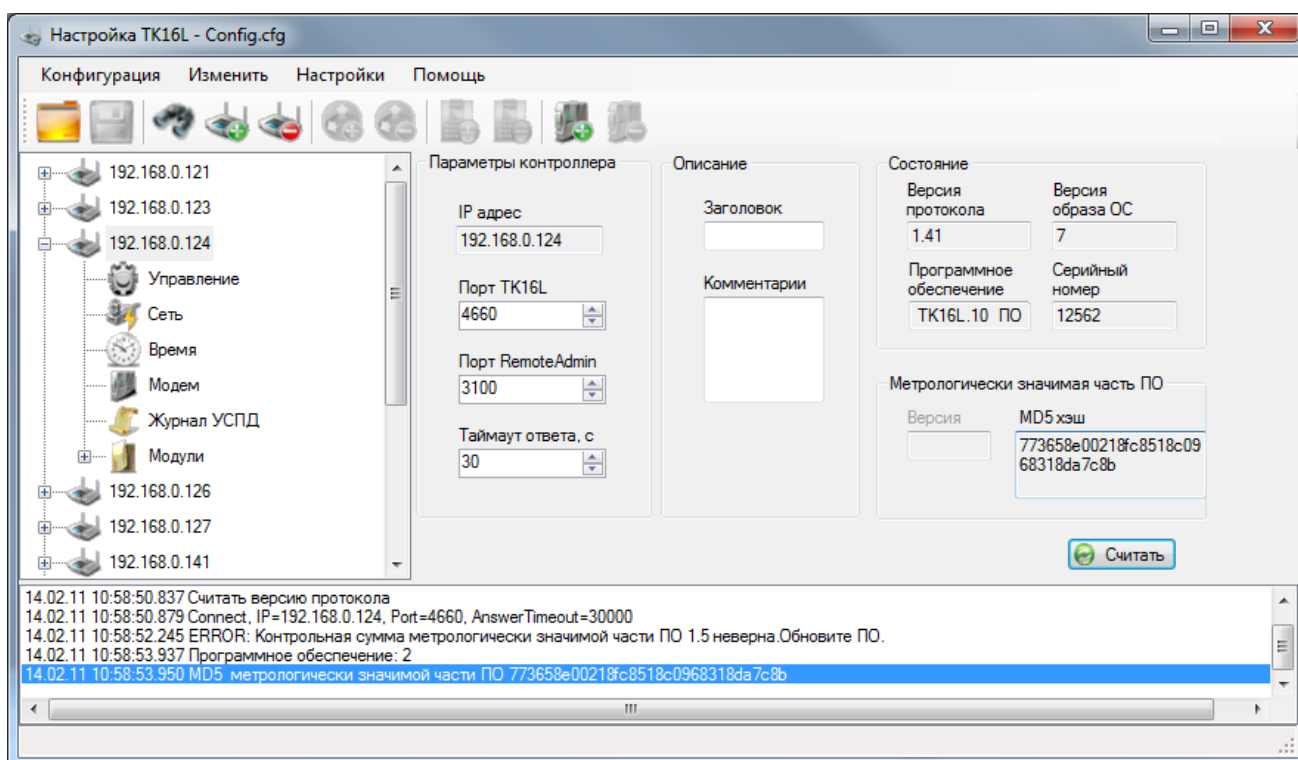 Настройка TK16L - Config.cfg
Конфигурация Изменить Настройки Помощь
192.168.0.121
192.168.0.123
192.168.0.124
Управление
Сеть
Время
Модем
Журнал УСПД
Модули
192.168.0.126
192.168.0.127
192.168.0.141
Параметры контроллера
IP адрес
192.168.0.124
Порт TK16L
4660
Порт RemoteAdmin
3100
Таймаут ответа, с
30
Описание
Заголовок
Комментарии
Состояние
Версия
протокола
1.41
Версия
образа ОС
7
Программное
обеспечение
TK16L.10 ПО
Серийный
номер
12562
Метрологически значимая часть ПО
Версия
MD5 хэш
773658e00218fc8518c09
68318da7c8b
Считать
14.02.11 10:58:50.837 Считать версию протокола
14.02.11 10:58:50.879 Connect, IP=192.168.0.124, Port=4660, AnswerTimeout=30000
14.02.11 10:58:52.245 ERROR: Контрольная сумма метрологически значимой части ПО 1.5 неверна.Обновите ПО.
14.02.11 10:58:53.937 Программное обеспечение: 2
14.02.11 10:58:53.950 MD5 метрологически значимой части ПО 773658e00218fc8518c0968318da7c8b